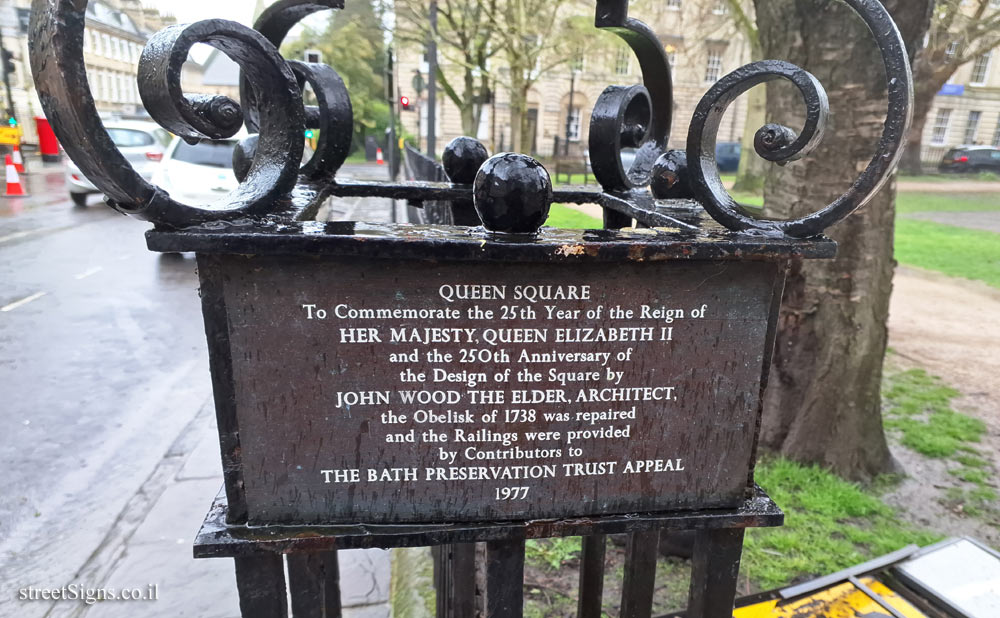 QUEEN SQUARE
To Commemorate the 25th Year of the Reign of
HER MAJESTY, QUEEN ELIZABETH II
and the 250th Anniversary of
the Design of the Square by
JOHN WOOD THE ELDER, ARCHITECT,
the Obelisk of 1738 was repaired
and the Railings were provided
by Contributors to
THE BATH PRESERVATION TRUST APPEAL
1977
streetSigns.co.il